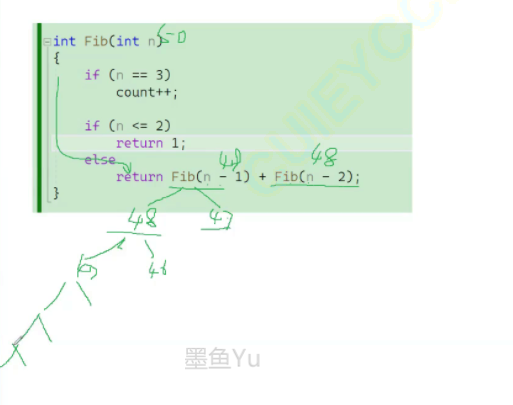 int Fib(int n) 50
{
if (n == 3)
count++;
if (n <= 2)
return 1;
else
49 48
return Fib(n - 1) + Fib(n - 2);
}
48 47
46
墨鱼Yu